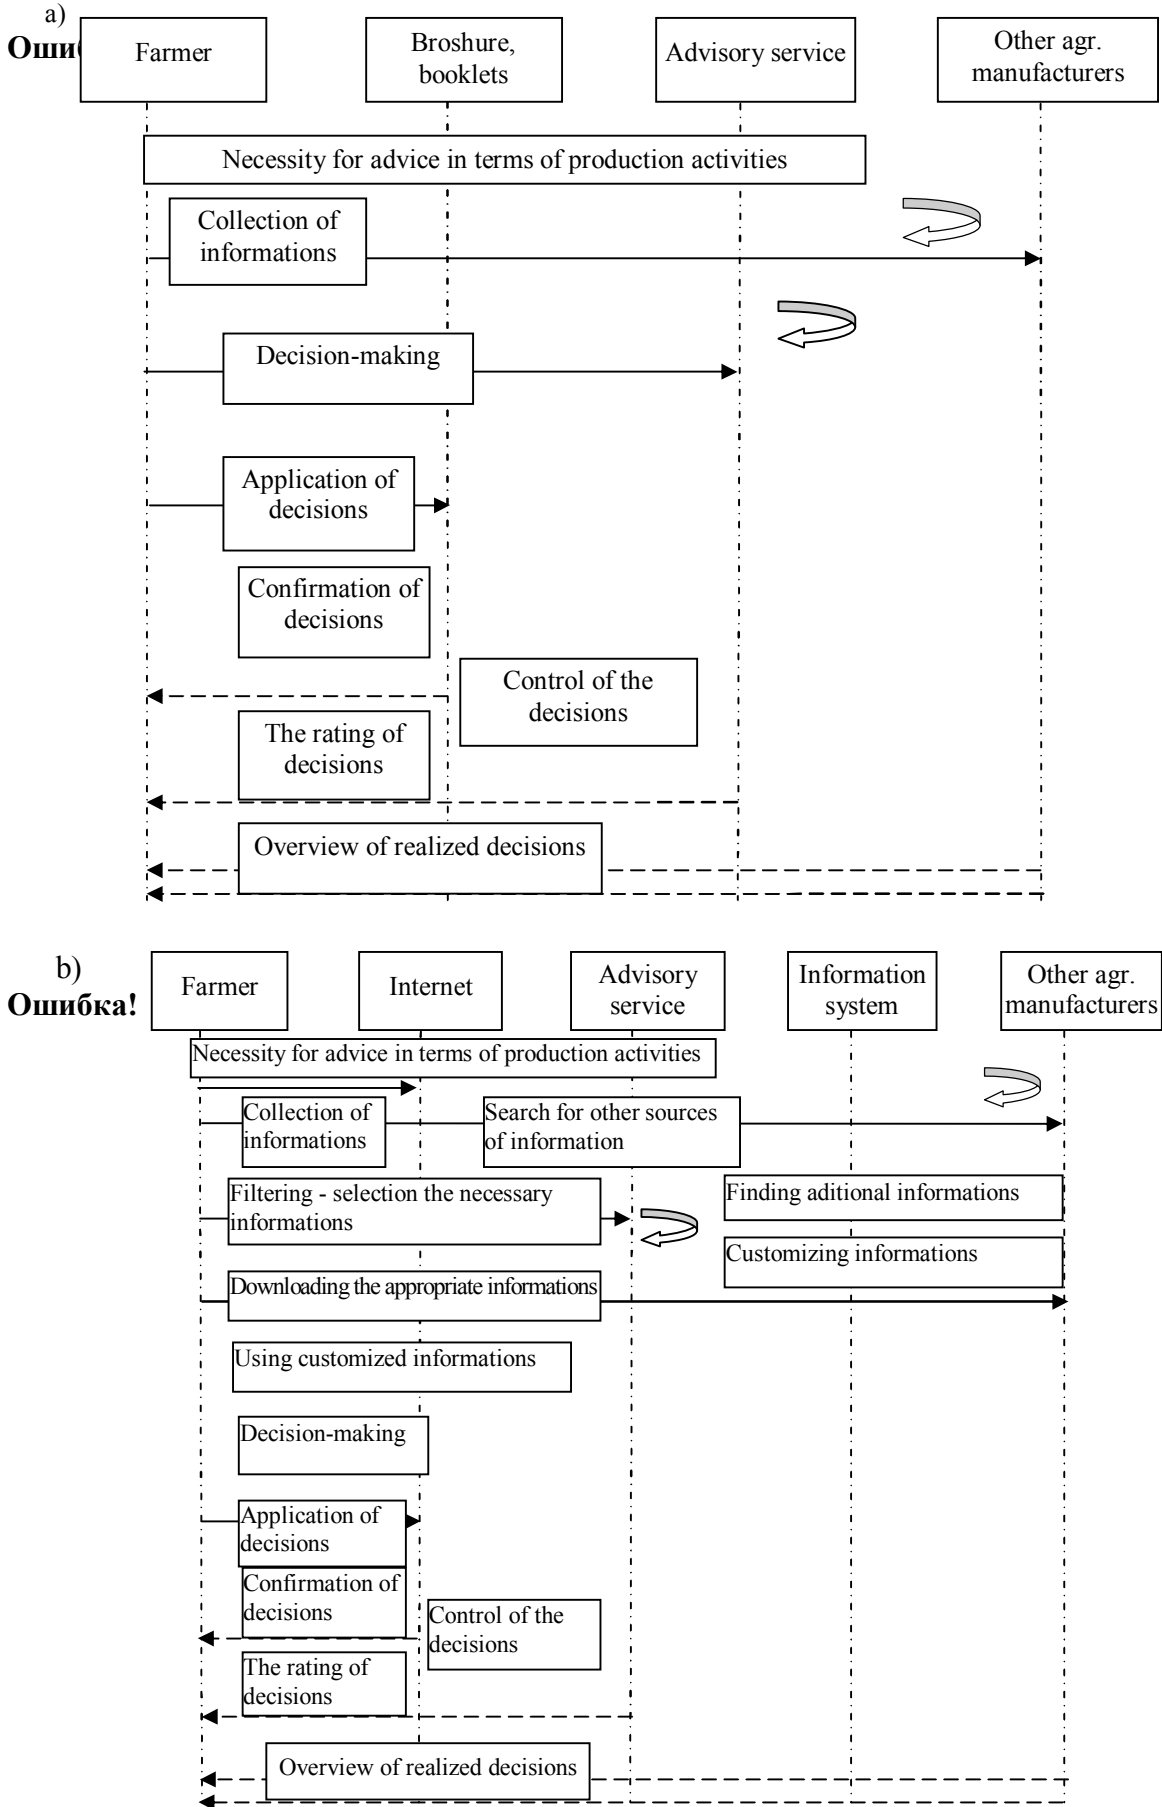 a)
Оши
Farmer
Broshure,
booklets
Advisory service
Other agr.
manufacturers
Necessity for advice in terms of production activities
Collection of
informations
Decision-making
Application of
decisions
Confirmation of
decisions
Control of the
decisions
The rating of
decisions
Overview of realized decisions
b)
Ошибка!
Farmer
Internet
Advisory
service
Information
system
Other agr.
manufacturers
Necessity for advice in terms of production activities
Collection of
informations
Search for other sources
of information
Filtering - selection the necessary
informations
Finding aditional informations
Customizing informations
Downloading the appropriate informations
Using customized informations
Decision-making
Application of
decisions
Confirmation of
decisions
Control of the
decisions
The rating of
decisions
Overview of realized decisions